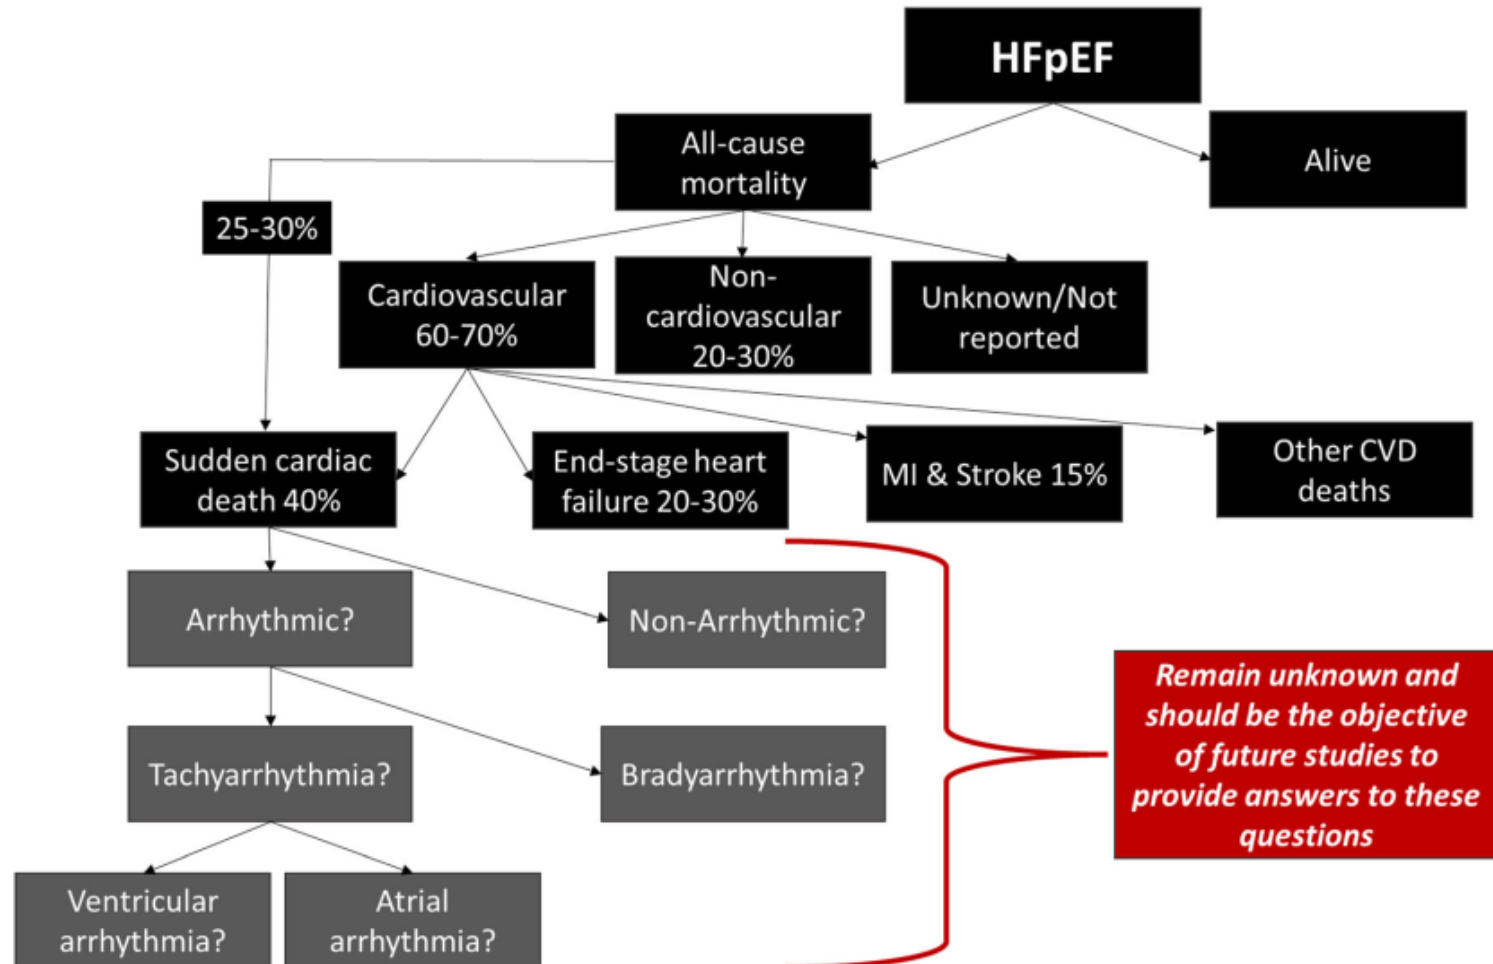 HFpEF
All-cause
mortality
Alive
25-30%
Cardiovascular
60-70%
Non-
cardiovascular
20-30%
Unknown/Not
reported
Sudden cardiac
death 40%
End-stage heart
failure 20-30%
MI & Stroke 15%
Other CVD
deaths
Arrhythmic?
Non-Arrhythmic?
Remain unknown and
should be the objective
of future studies to
provide answers to these
questions
Tachyarrhythmia?
Bradyarrhythmia?
Ventricular
arrhythmia?
Atrial
arrhythmia?